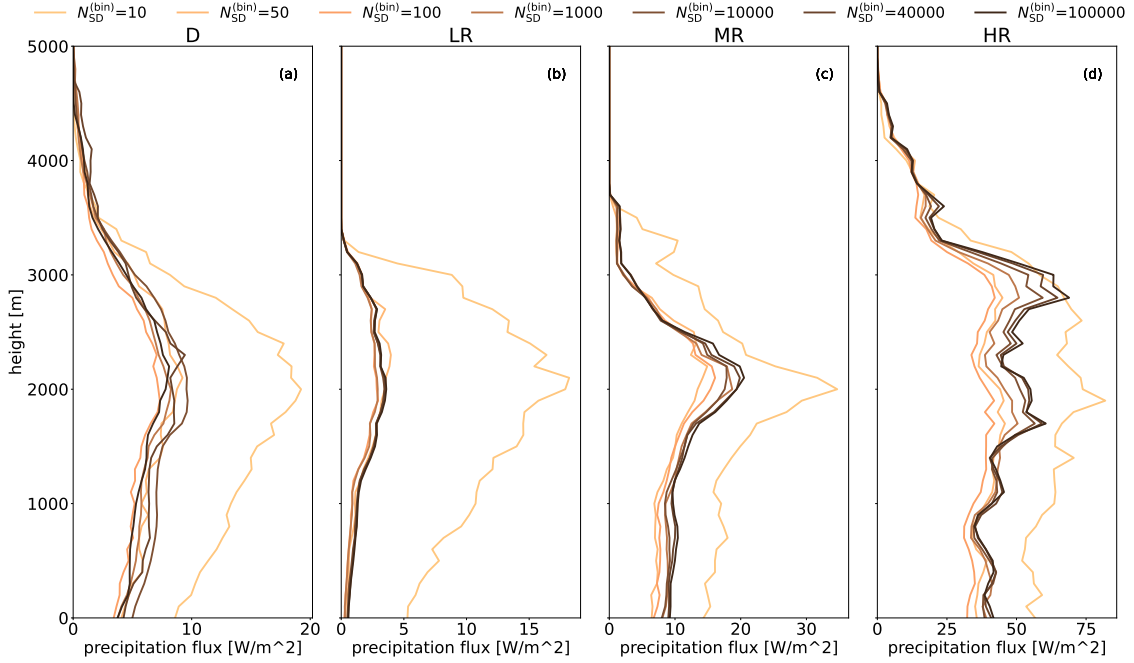 N_SD^(bin)=10 N_SD^(bin)=50 N_SD^(bin)=100 N_SD^(bin)=1000 N_SD^(bin)=10000 N_SD^(bin)=40000 N_SD^(bin)=100000
D LR MR HR
(a) (b) (c) (d)
5000
4000
3000
2000
1000
0
height [m]
0 10 20 0 5 10 15 0 10 20 30 0 25 50 75
precipitation flux [W/m^2] precipitation flux [W/m^2] precipitation flux [W/m^2] precipitation flux [W/m^2]